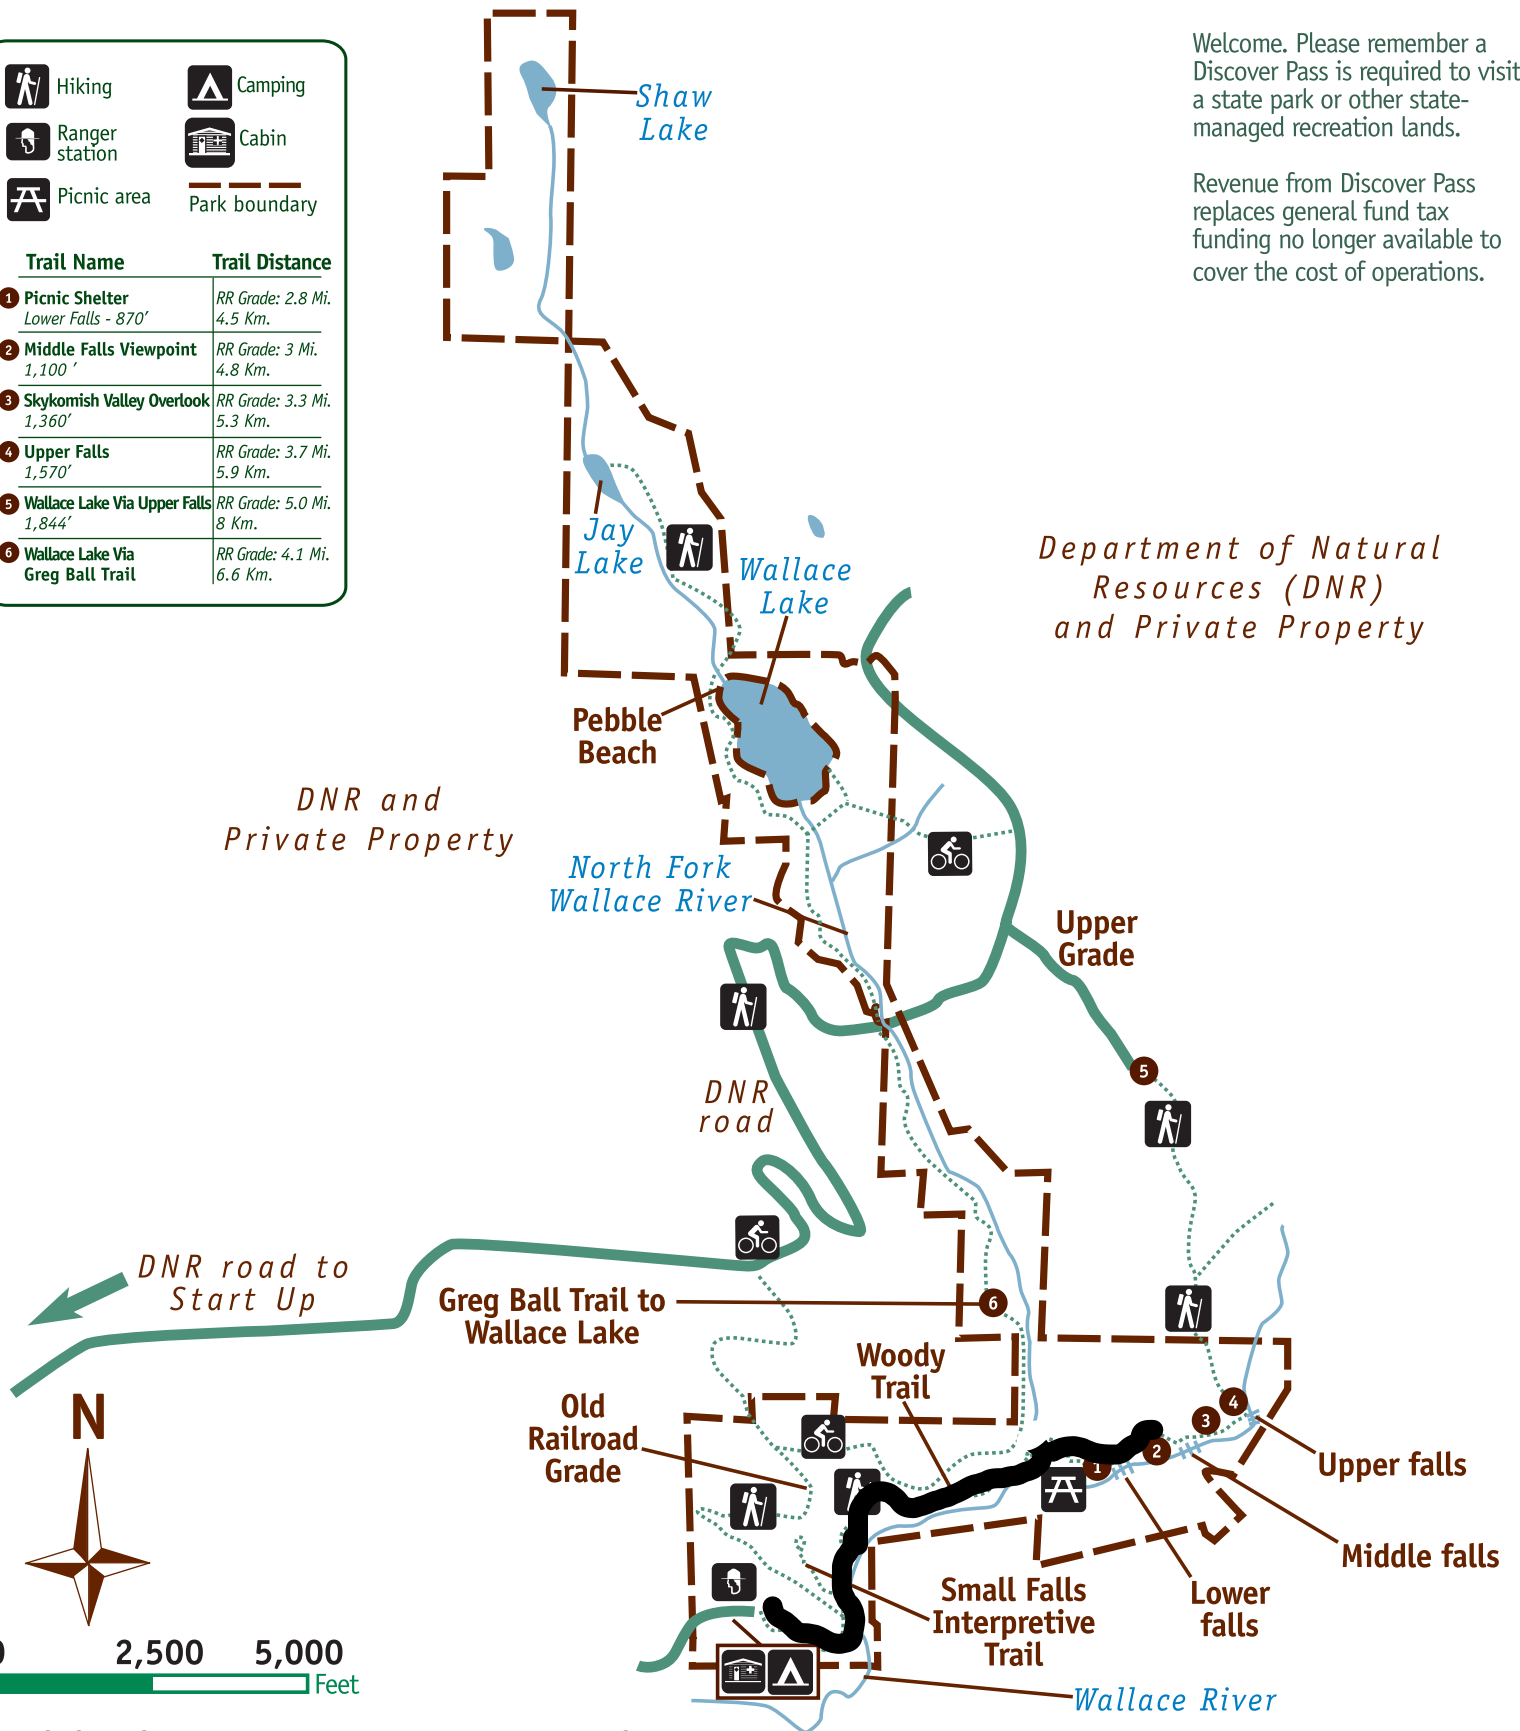 Welcome. Please remember a
Discover Pass is required to visit
a state park or other state-
managed recreation lands.
Revenue from Discover Pass
replaces general fund tax
funding no longer available to
cover the cost of operations.
Hiking
Camping
Ranger
station
Cabin
Picnic area
Park boundary
Trail Name Trail Distance
1 Picnic Shelter RR Grade: 2.8 Mi.
Lower Falls - 870′ 4.5 Km.
2 Middle Falls Viewpoint RR Grade: 3 Mi.
1,100 ′ 4.8 Km.
3 Skykomish Valley Overlook RR Grade: 3.3 Mi.
1,360′ 5.3 Km.
4 Upper Falls RR Grade: 3.7 Mi.
1,570′ 5.9 Km.
5 Wallace Lake Via Upper Falls RR Grade: 5.0 Mi.
1,844′ 8 Km.
6 Wallace Lake Via RR Grade: 4.1 Mi.
Greg Ball Trail 6.6 Km.
Shaw
Lake
Jay
Lake
Wallace
Lake
Department of Natural
Resources (DNR)
and Private Property
Pebble
Beach
DNR and
Private Property
North Fork
Wallace River
Upper
Grade
5
DNR
road
DNR road to
Start Up
Greg Ball Trail to
Wallace Lake
6
Woody
Trail
Old
Railroad
Grade
4
3
2
1
Upper falls
Middle falls
Lower
falls
Small Falls
Interpretive
Trail
Wallace River
N
0 2,500 5,000
Feet